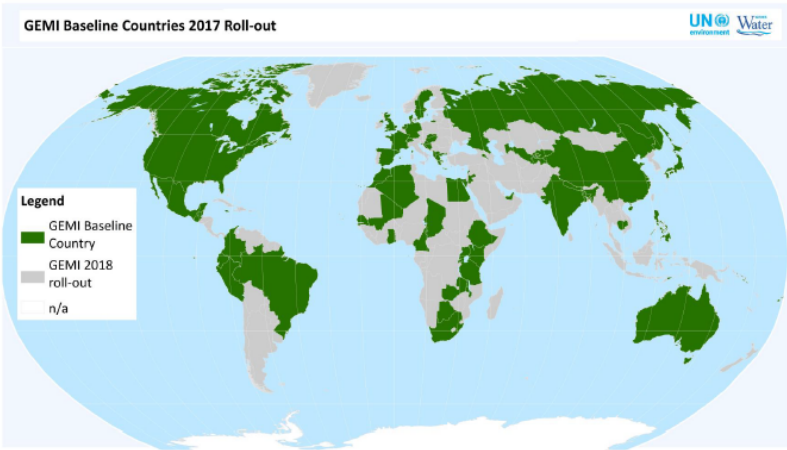 GEMI Baseline Countries 2017 Roll-out
UN
environment
Water
Legend
GEMI Baseline
Country
GEMI 2018
roll-out
n/a